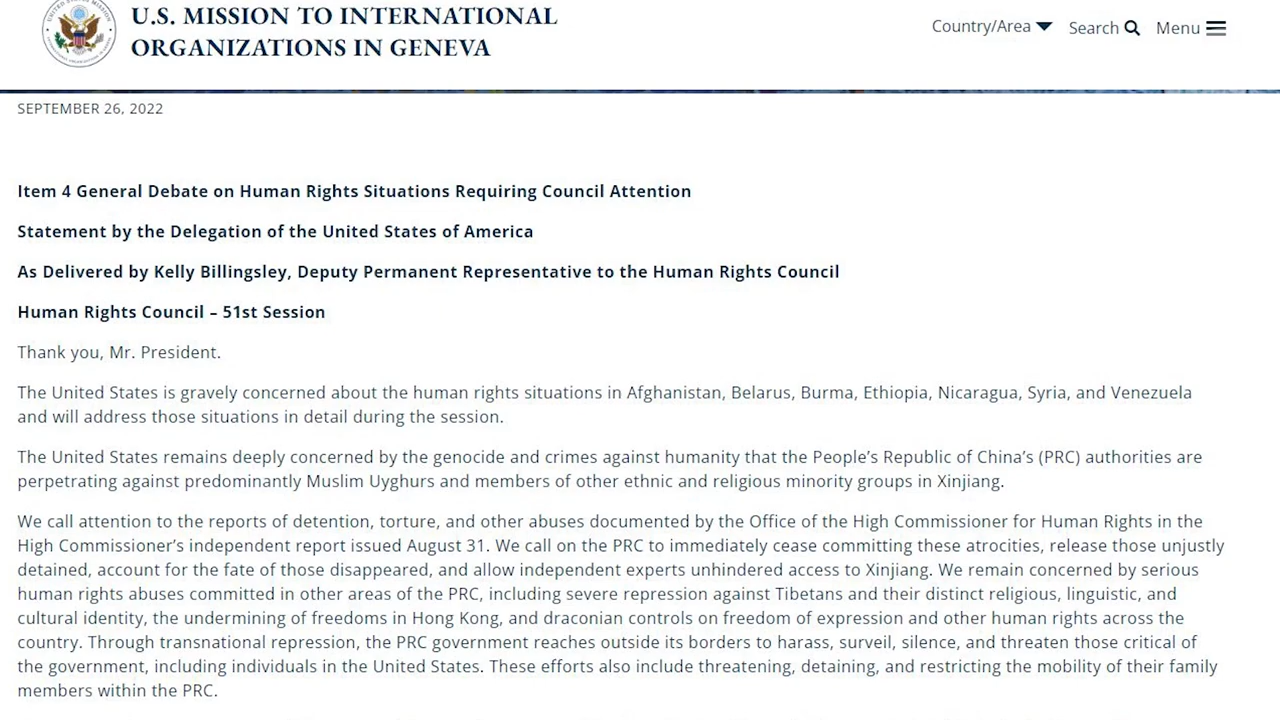 U.S. MISSION TO INTERNATIONAL
ORGANIZATIONS IN GENEVA
Country/Area
Search
Menu
SEPTEMBER 26, 2022
Item 4 General Debate on Human Rights Situations Requiring Council Attention
Statement by the Delegation of the United States of America
As Delivered by Kelly Billingsley, Deputy Permanent Representative to the Human Rights Council
Human Rights Council – 51st Session
Thank you, Mr. President.
The United States is gravely concerned about the human rights situations in Afghanistan, Belarus, Burma, Ethiopia, Nicaragua, Syria, and Venezuela
and will address those situations in detail during the session.
The United States remains deeply concerned by the genocide and crimes against humanity that the People’s Republic of China’s (PRC) authorities are
perpetrating against predominantly Muslim Uyghurs and members of other ethnic and religious minority groups in Xinjiang.
We call attention to the reports of detention, torture, and other abuses documented by the Office of the High Commissioner for Human Rights in the
High Commissioner’s independent report issued August 31. We call on the PRC to immediately cease committing these atrocities, release those unjustly
detained, account for the fate of those disappeared, and allow independent experts unhindered access to Xinjiang. We remain concerned by serious
human rights abuses committed in other areas of the PRC, including severe repression against Tibetans and their distinct religious, linguistic, and
cultural identity, the undermining of freedoms in Hong Kong, and draconian controls on freedom of expression and other human rights across the
country. Through transnational repression, the PRC government reaches outside its borders to harass, surveil, silence, and threaten those critical of
the government, including individuals in the United States. These efforts also include threatening, detaining, and restricting the mobility of their family
members within the PRC.